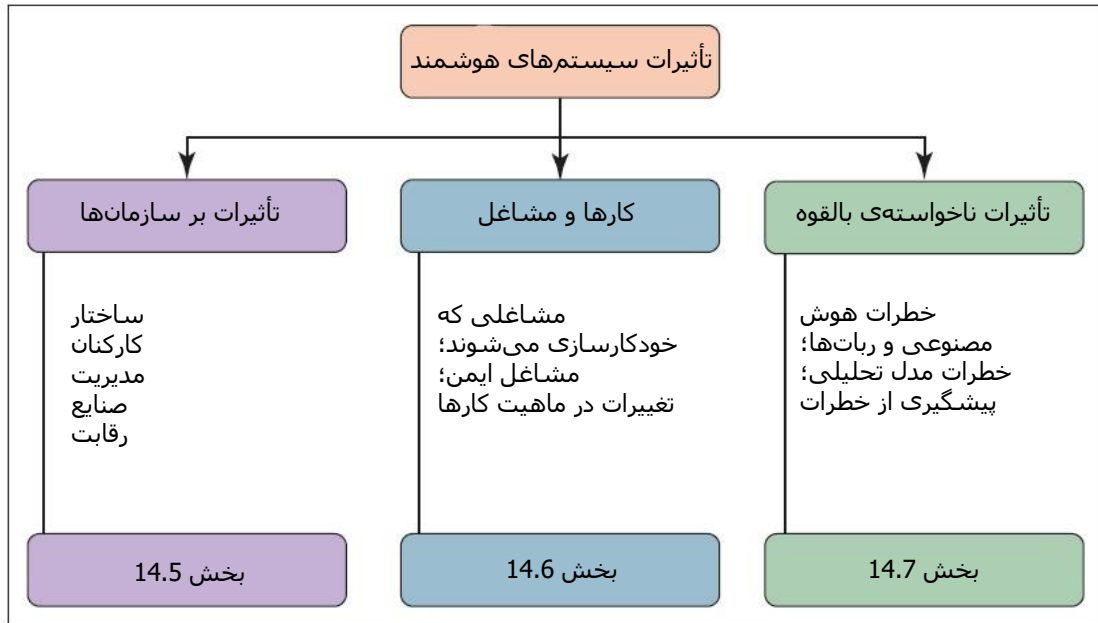 تأثیرات سیستم‌های هوشمند
تأثیرات ناخواسته‌ی بالقوه
خطرات هوش
مصنوعی و ربات‌ها؛
خطرات مدل تحلیلی؛
پیشگیری از خطرات
بخش 14.7
کارها و مشاغل
مشاغلی که
خودکارسازی می‌شوند؛
مشاغل ایمن؛
تغییرات در ماهیت کارها
بخش 14.6
تأثیرات بر سازمان‌ها
ساختار
کارکنان
مدیریت
صنایع
رقابت
بخش 14.5